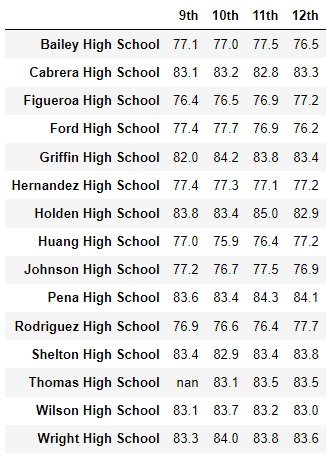 9th 10th 11th 12th
Bailey High School 77.1 77.0 77.5 76.5
Cabrera High School 83.1 83.2 82.8 83.3
Figueroa High School 76.4 76.5 76.9 77.2
Ford High School 77.4 77.7 76.9 76.2
Griffin High School 82.0 84.2 83.8 83.4
Hernandez High School 77.4 77.3 77.1 77.2
Holden High School 83.8 83.4 85.0 82.9
Huang High School 77.0 75.9 76.4 77.2
Johnson High School 77.2 76.7 77.5 76.9
Pena High School 83.6 83.4 84.3 84.1
Rodriguez High School 76.9 76.6 76.4 77.7
Shelton High School 83.4 82.9 83.4 83.8
Thomas High School nan 83.1 83.5 83.5
Wilson High School 83.1 83.7 83.2 83.0
Wright High School 83.3 84.0 83.8 83.6